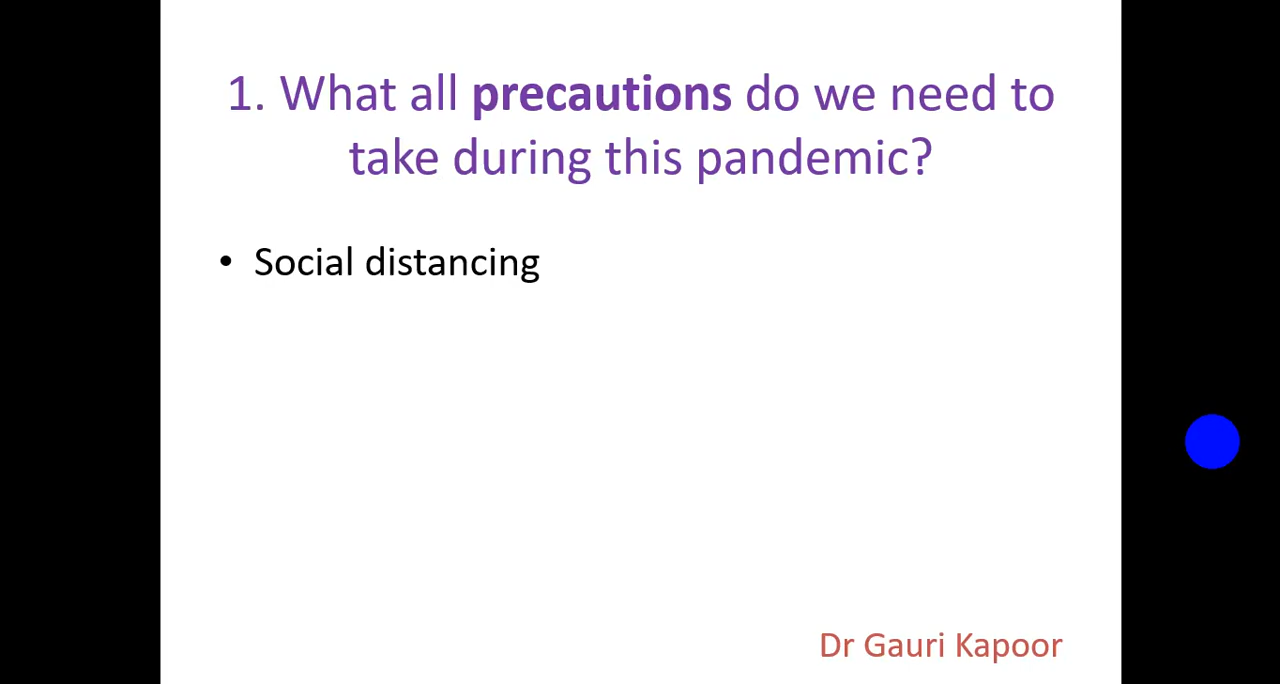 1. What all precautions do we need to
take during this pandemic?
• Social distancing
Dr Gauri Kapoor